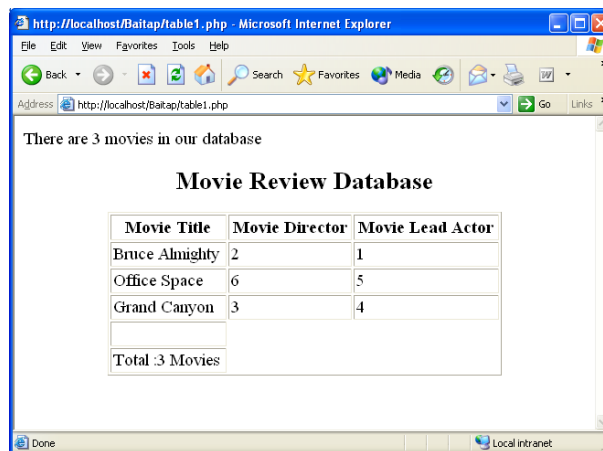 http://localhost/Baitap/table1.php - Microsoft Internet Explorer
File Edit View Favorites Tools Help
Back Search Favorites Media W
Address http://localhost/Baitap/table1.php Go Links
There are 3 movies in our database
Movie Review Database
Movie Title Movie Director Movie Lead Actor
Bruce Almighty 2 1
Office Space 6 5
Grand Canyon 3 4
Total :3 Movies
Done Local intranet